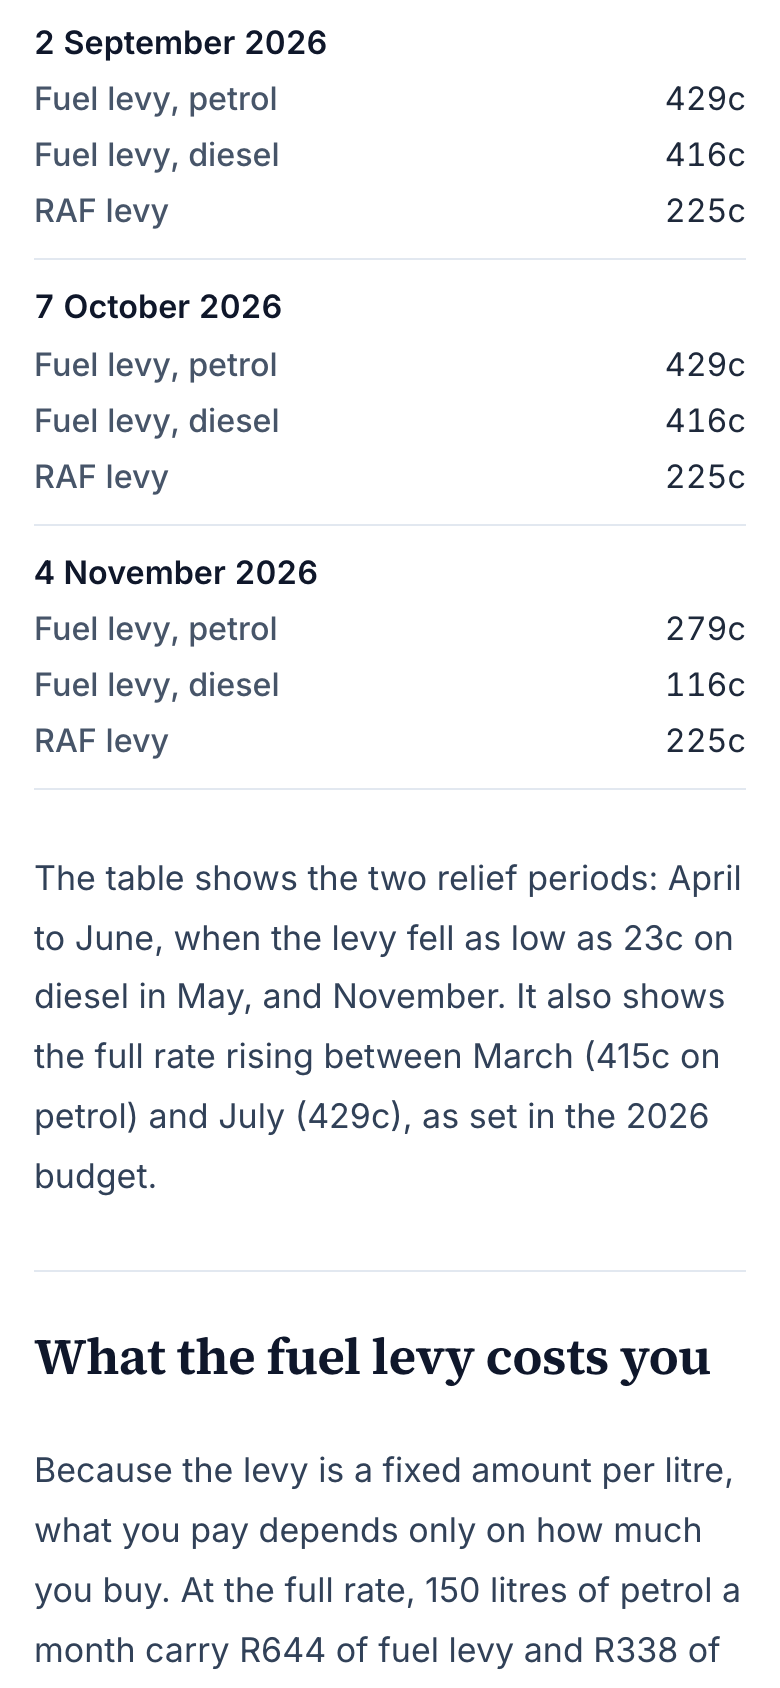 2 September 2026
Fuel levy, petrol 429c
Fuel levy, diesel 416c
RAF levy 225c
7 October 2026
Fuel levy, petrol 429c
Fuel levy, diesel 416c
RAF levy 225c
4 November 2026
Fuel levy, petrol 279c
Fuel levy, diesel 116c
RAF levy 225c
The table shows the two relief periods: April
to June, when the levy fell as low as 23c on
diesel in May, and November. It also shows
the full rate rising between March (415c on
petrol) and July (429c), as set in the 2026
budget.
What the fuel levy costs you
Because the levy is a fixed amount per litre,
what you pay depends only on how much
you buy. At the full rate, 150 litres of petrol a
month carry R644 of fuel levy and R338 of